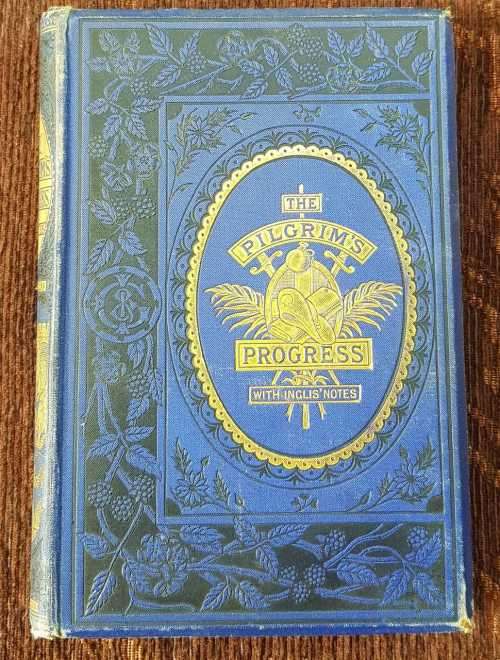 THE
PILGRIM'S
PROGRESS
WITH INGLIS' NOTES